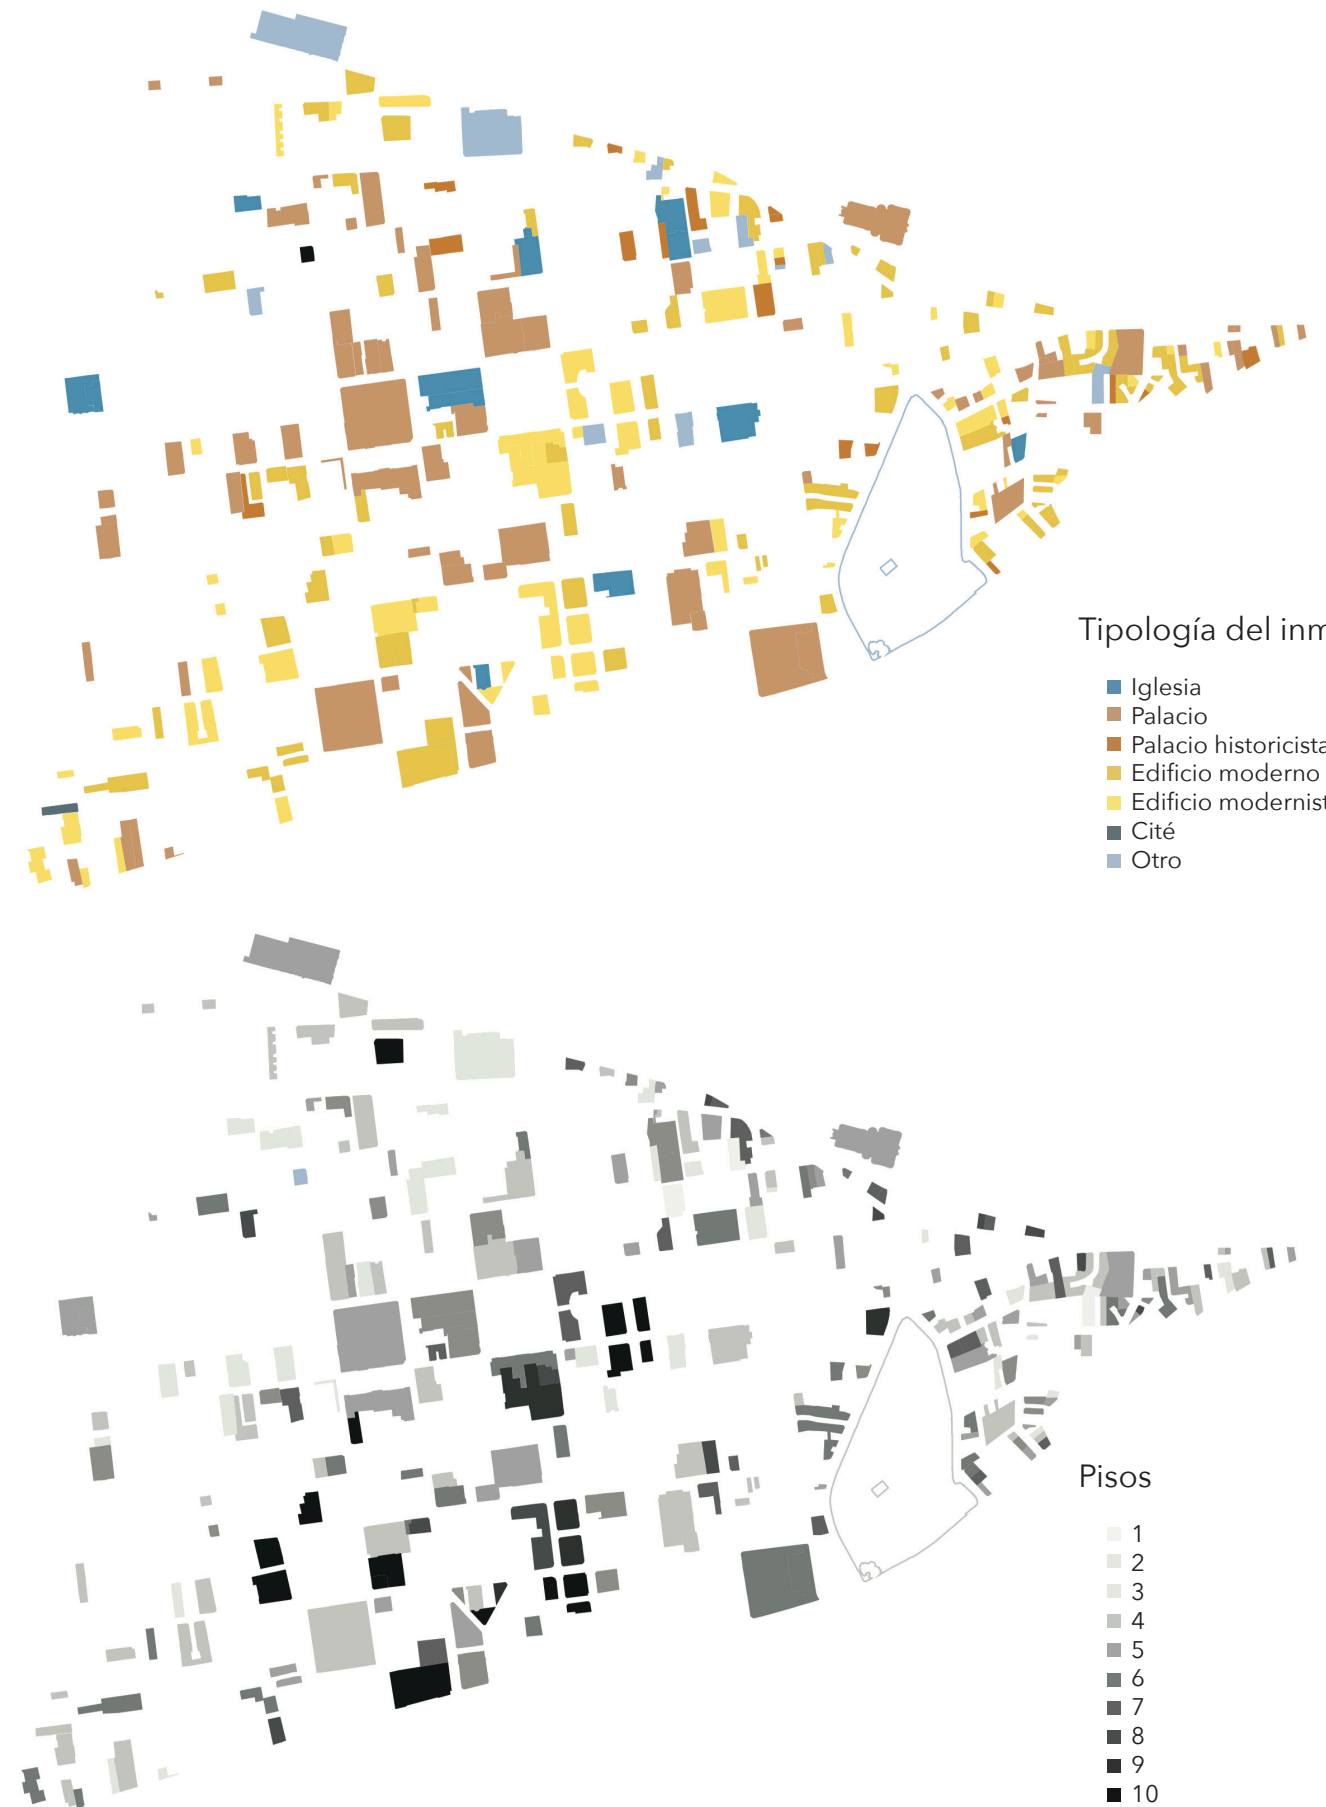 Tipología del inm
Iglesia
Palacio
Palacio historicista
Edificio moderno
Edificio modernist
Cité
Otro
Pisos
1
2
3
4
5
6
7
8
9
10